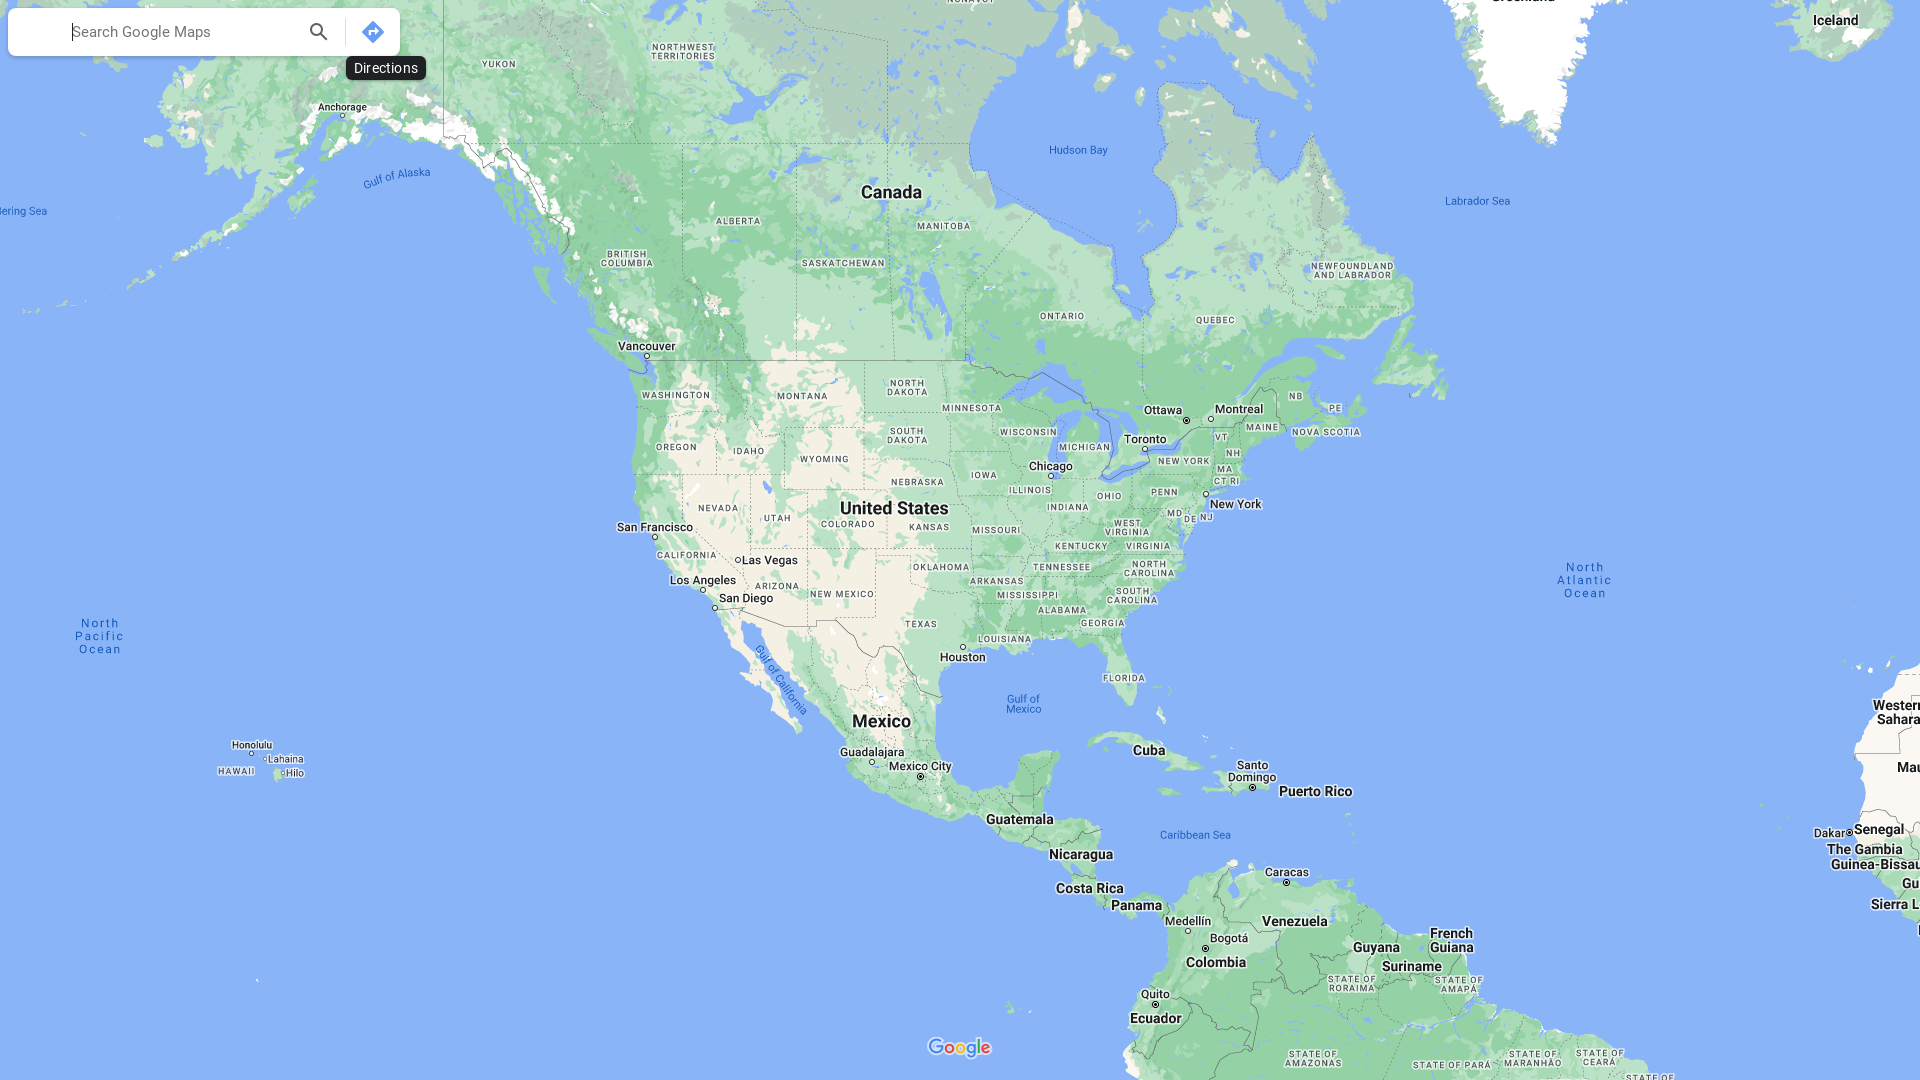 Search Google Maps
Directions
NUNAVUT
Iceland
NORTHWEST
TERRITORIES
YUKON
Anchorage
Hudson Bay
Gulf of Alaska
Canada
Labrador Sea
Bering Sea
ALBERTA
MANITOBA
BRITISH
COLUMBIA
SASKATCHEWAN
NEWFOUNDLAND
AND LABRADOR
ONTARIO
QUEBEC
Vancouver
WASHINGTON
MONTANA
NORTH
DAKOTA
MINNESOTA
NB
PE
Ottawa
Montreal
MAINE
NOVA SCOTIA
OREGON
IDAHO
SOUTH
DAKOTA
WISCONSIN
MICHIGAN
Toronto
VT
NH
WYOMING
Chicago
NEW YORK
MA
CT RI
IOWA
NEBRASKA
ILLINOIS
OHIO
PENN
New York
NEVADA
UTAH
United States
COLORADO
KANSAS
MISSOURI
INDIANA
WEST
VIRGINIA
MD
DE
NJ
San Francisco
CALIFORNIA
Las Vegas
KENTUCKY
VIRGINIA
OKLAHOMA
TENNESSEE
NORTH
CAROLINA
Los Angeles
ARIZONA
NEW MEXICO
ARKANSAS
MISSISSIPPI
SOUTH
CAROLINA
San Diego
ALABAMA
GEORGIA
TEXAS
LOUISIANA
Houston
FLORIDA
North
Atlantic
Ocean
North
Pacific
Ocean
Gulf of California
Gulf of
Mexico
Mexico
Western
Sahara
Honolulu
Lahaina
HAWAII
Hilo
Guadalajara
Mexico City
Cuba
Santo
Domingo
Puerto Rico
Mau
Guatemala
Caribbean Sea
Dakar
Senegal
The Gambia
Guinea-Bissau
Gu
Sierra L
Nicaragua
Costa Rica
Panama
Caracas
Medellín
Venezuela
Bogotá
Colombia
Guyana
French
Guiana
Suriname
STATE OF
RORAIMA
STATE OF
AMAPÁ
Quito
Ecuador
Google
STATE OF
AMAZONAS
STATE OF PARÁ
STATE OF
MARANHÃO
STATE OF
CEARÁ
STATE OF